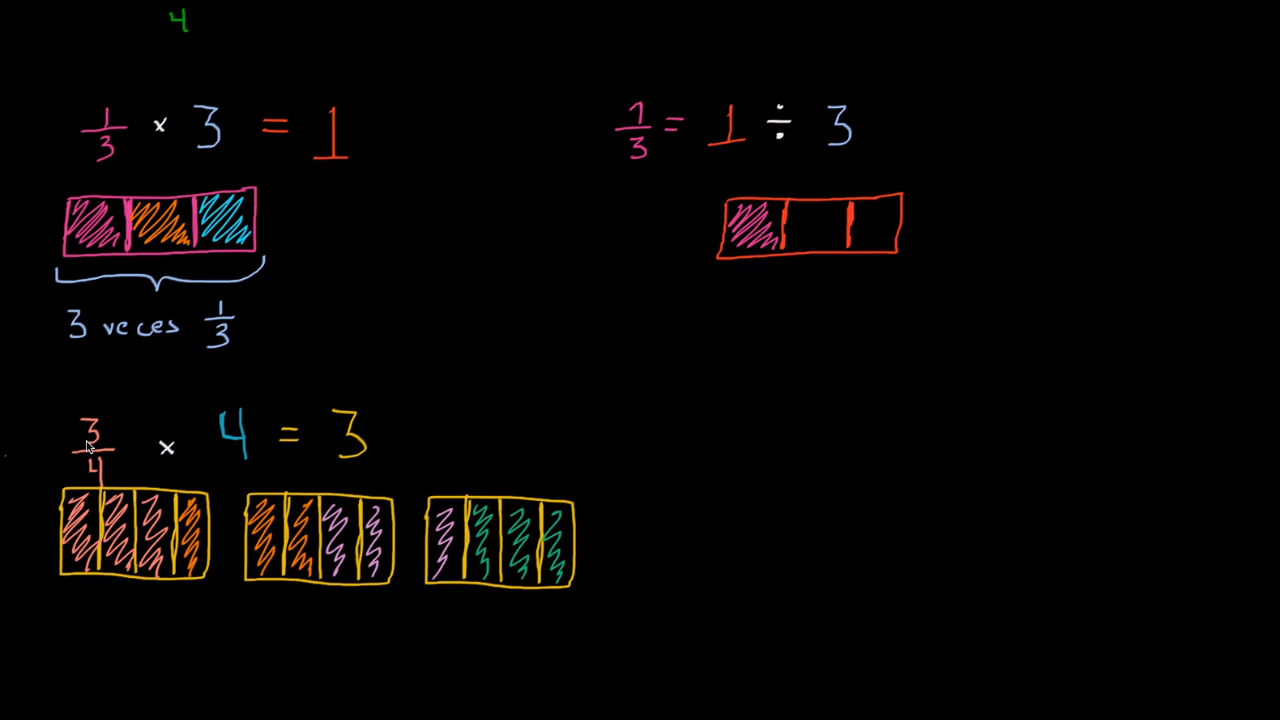 4
1/3 × 3 = 1
1/3 = 1 ÷ 3
3 veces 1/3
3/4 × 4 = 3